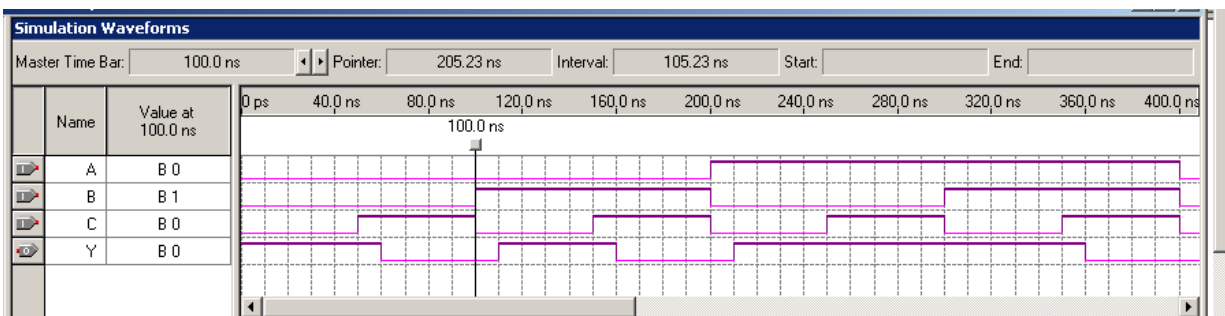 Simulation Waveforms
Master Time Bar: 100.0 ns Pointer: 205.23 ns Interval: 105.23 ns Start: End:
Name Value at 100.0 ns 0 ps 40.0 ns 80.0 ns 120.0 ns 160.0 ns 200.0 ns 240.0 ns 280.0 ns 320.0 ns 360.0 ns 400.0 ns
100.0 ns
A B 0
B B 1
C B 0
Y B 0